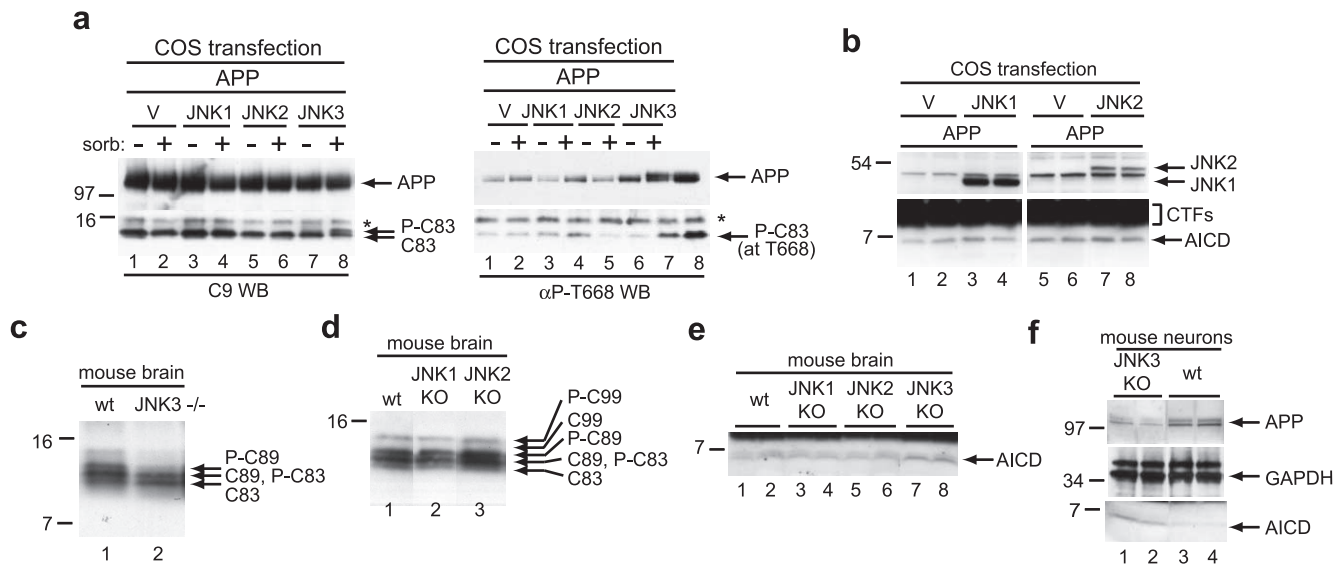 a
COS transfection
APP
V JNK1 JNK2 JNK3
sorb: - + - + - + - +
APP
97
16
*
P-C83
C83
1 2 3 4 5 6 7 8
C9 WB
COS transfection
APP
V JNK1 JNK2 JNK3
- + - + - + - +
APP
*
P-C83
(at T668)
1 2 3 4 5 6 7 8
αP-T668 WB
b
COS transfection
V JNK1 V JNK2
APP APP
54
JNK2
JNK1
CTFs
7
AICD
1 2 3 4 5 6 7 8
c
mouse brain
wt JNK3 -/-
16
P-C89
C89, P-C83
C83
7
1 2
d
mouse brain
JNK1 JNK2
wt KO KO
16
P-C99
C99
P-C89
C89, P-C83
C83
1 2 3
e
mouse brain
JNK1 JNK2 JNK3
wt KO KO KO
7
AICD
1 2 3 4 5 6 7 8
f
mouse neurons
JNK3
KO wt
97
APP
34
GAPDH
7
AICD
1 2 3 4